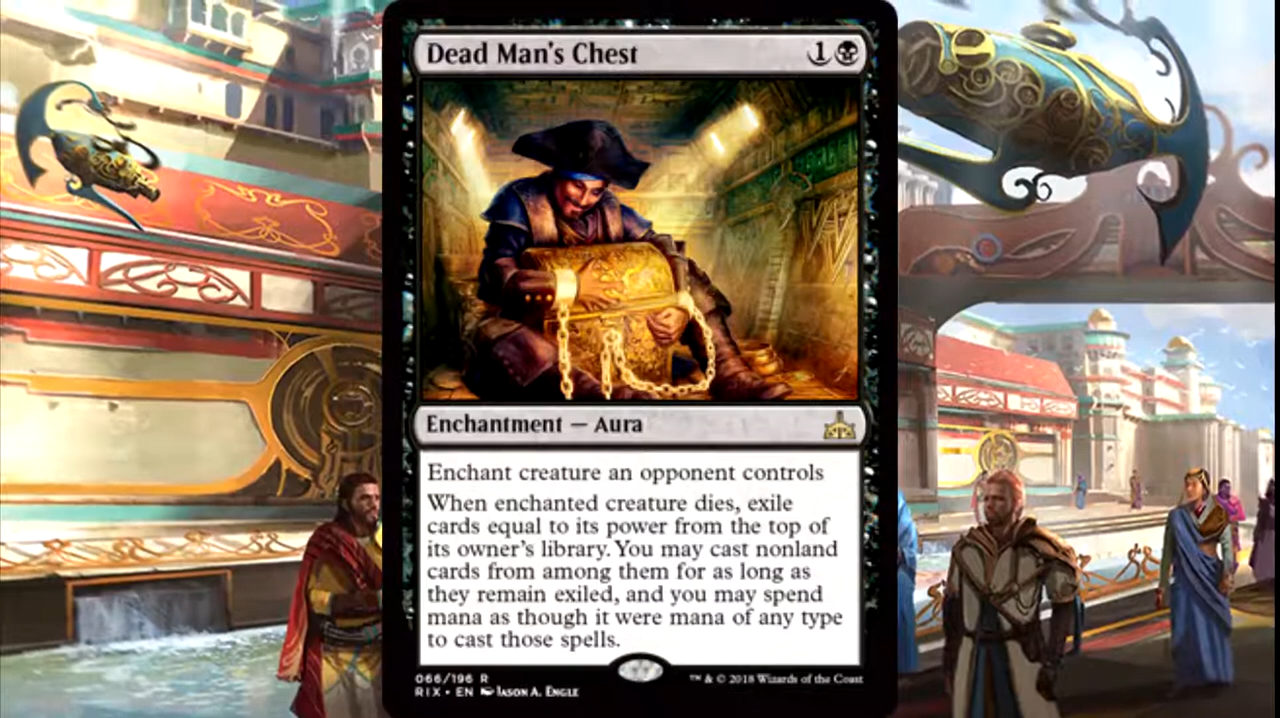 Dead Man's Chest 1
Enchantment — Aura
Enchant creature an opponent controls
When enchanted creature dies, exile
cards equal to its power from the top of
its owner's library. You may cast nonland
cards from among them for as long as
they remain exiled, and you may spend
mana as though it were mana of any type
to cast those spells.
066/196 R
RIX • EN Jason A. Engle
™ & © 2018 Wizards of the Coast